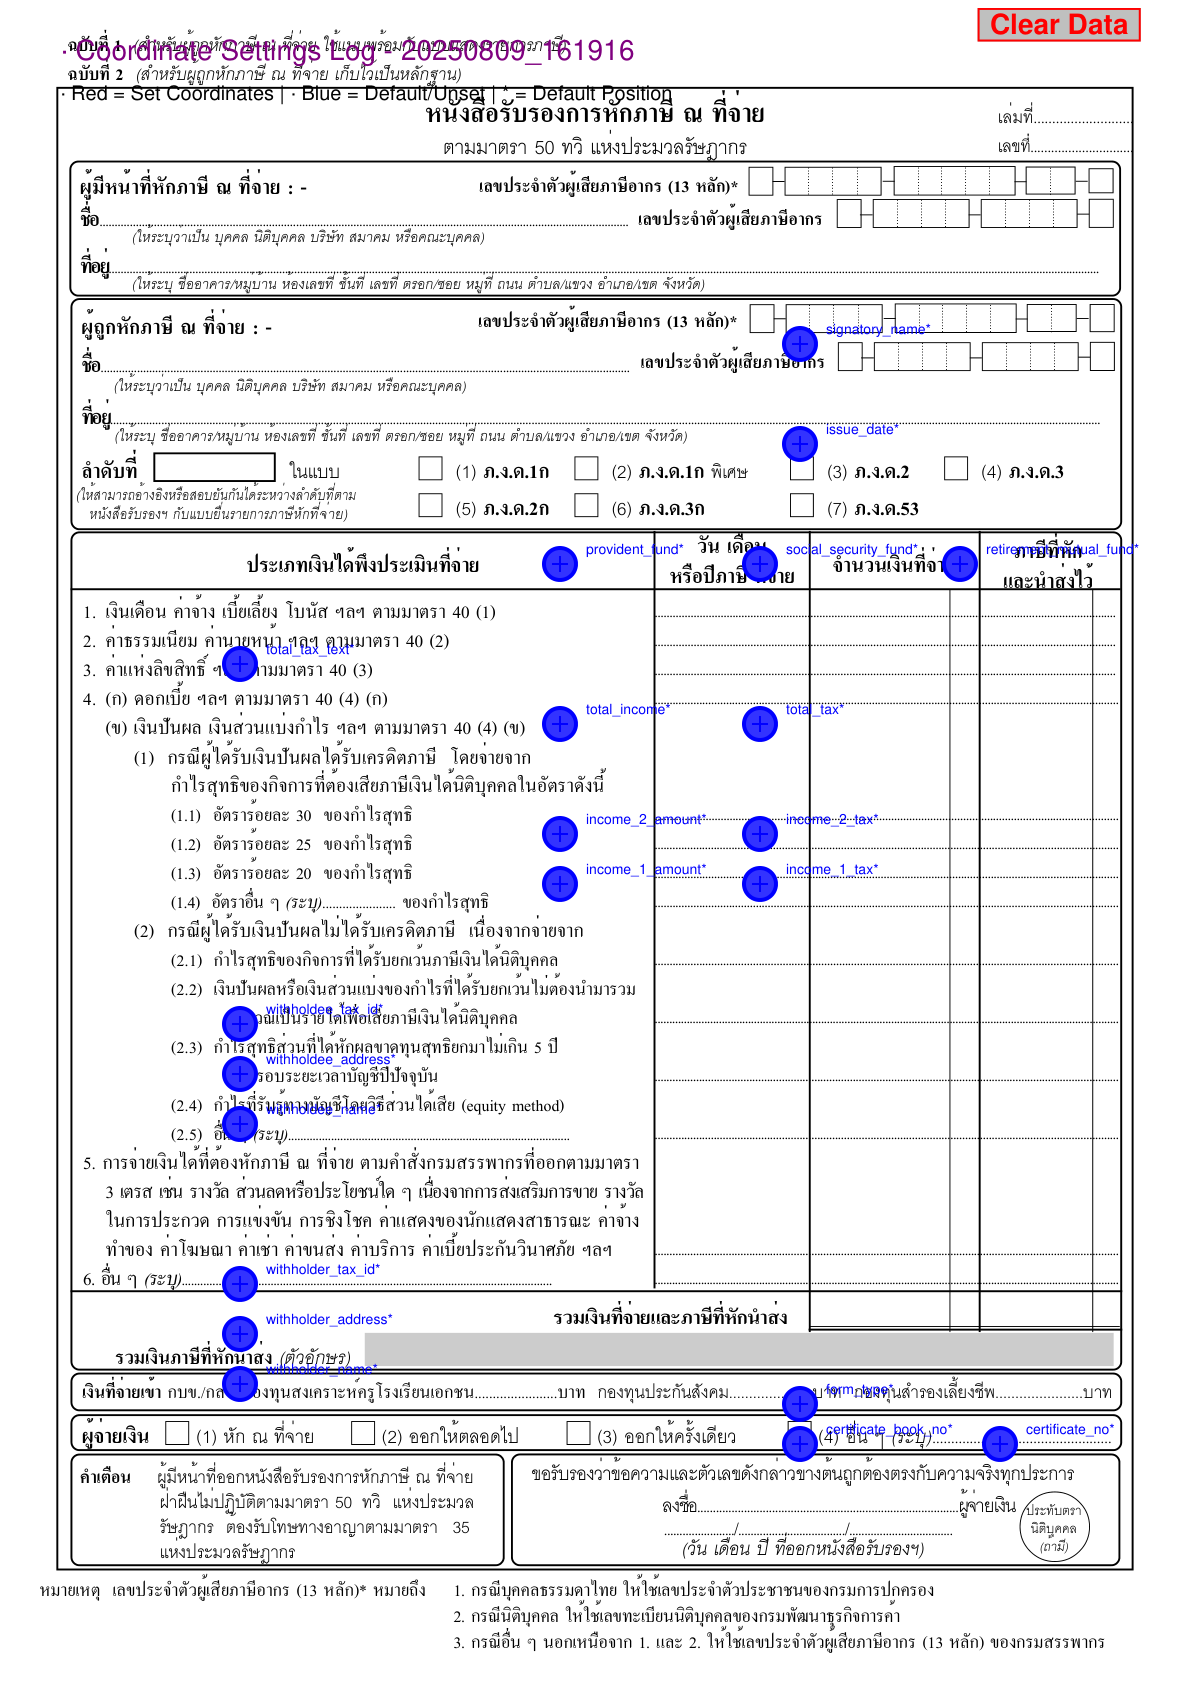 Clear Data
ฉบับที่ 1 (สำหรับผู้ถูกหักภาษี ณ ที่จ่าย ใช้แนบพร้อมกับแบบแสดงรายการภาษี)
· Coordinate Settings Log - 20250809_161916
ฉบับที่ 2 (สำหรับผู้ถูกหักภาษี ณ ที่จ่าย เก็บไว้เป็นหลักฐาน)
· Red = Set Coordinates | · Blue = Default/Unset | * = Default Position
หนังสือรับรองการหักภาษี ณ ที่จ่าย
เล่มที่
ตามมาตรา 50 ทวิ แห่งประมวลรัษฎากร
เลขที่
ผู้มีหน้าที่หักภาษี ณ ที่จ่าย : - เลขประจำตัวผู้เสียภาษีอากร (13 หลัก)*
ชื่อ เลขประจำตัวผู้เสียภาษีอากร
(ให้ระบุว่าเป็น บุคคล นิติบุคคล บริษัท สมาคม หรือคณะบุคคล)
ที่อยู่
(ให้ระบุ ชื่ออาคาร/หมู่บ้าน ห้องเลขที่ ชั้นที่ เลขที่ ตรอก/ซอย หมู่ที่ ถนน ตำบล/แขวง อำเภอ/เขต จังหวัด)
ผู้ถูกหักภาษี ณ ที่จ่าย : - เลขประจำตัวผู้เสียภาษีอากร (13 หลัก)*
signatory_name*
ชื่อ เลขประจำตัวผู้เสียภาษีอากร
(ให้ระบุว่าเป็น บุคคล นิติบุคคล บริษัท สมาคม หรือคณะบุคคล)
ที่อยู่
(ให้ระบุ ชื่ออาคาร/หมู่บ้าน ห้องเลขที่ ชั้นที่ เลขที่ ตรอก/ซอย หมู่ที่ ถนน ตำบล/แขวง อำเภอ/เขต จังหวัด)
issue_date*
ลำดับที่ ในแบบ (1) ภ.ง.ด.1ก (2) ภ.ง.ด.1ก พิเศษ (3) ภ.ง.ด.2 (4) ภ.ง.ด.3
(ให้สามารถอ้างอิงหรือสอบยันกันได้ระหว่างลำดับที่ตาม
หนังสือรับรองฯ กับแบบยื่นรายการภาษีหักที่จ่าย) (5) ภ.ง.ด.2ก (6) ภ.ง.ด.3ก (7) ภ.ง.ด.53
provident_fund* social_security_fund* retirement_mutual_fund*
ประเภทเงินได้พึงประเมินที่จ่าย วัน เดือน หรือปีภาษี ที่จ่าย จำนวนเงินที่จ่าย ภาษีที่หัก และนำส่งไว้
1. เงินเดือน ค่าจ้าง เบี้ยเลี้ยง โบนัส ฯลฯ ตามมาตรา 40 (1)
2. ค่าธรรมเนียม ค่านายหน้า ฯลฯ ตามมาตรา 40 (2)
total_tax_text*
3. ค่าแห่งลิขสิทธิ์ ฯลฯ ตามมาตรา 40 (3)
4. (ก) ดอกเบี้ย ฯลฯ ตามมาตรา 40 (4) (ก)
total_income* total_tax*
(ข) เงินปันผล เงินส่วนแบ่งกำไร ฯลฯ ตามมาตรา 40 (4) (ข)
(1) กรณีผู้ได้รับเงินปันผลได้รับเครดิตภาษี โดยจ่ายจาก
กำไรสุทธิของกิจการที่ต้องเสียภาษีเงินได้นิติบุคคลในอัตราดังนี้
(1.1) อัตราร้อยละ 30 ของกำไรสุทธิ
income_2_amount* income_2_tax*
(1.2) อัตราร้อยละ 25 ของกำไรสุทธิ
(1.3) อัตราร้อยละ 20 ของกำไรสุทธิ
income_1_amount* income_1_tax*
(1.4) อัตราอื่น ๆ (ระบุ) ของกำไรสุทธิ
(2) กรณีผู้ได้รับเงินปันผลไม่ได้รับเครดิตภาษี เนื่องจากจ่ายจาก
(2.1) กำไรสุทธิของกิจการที่ได้รับยกเว้นภาษีเงินได้นิติบุคคล
(2.2) เงินปันผลหรือเงินส่วนแบ่งของกำไรที่ได้รับยกเว้นไม่ต้องนำมารวม
withholdee_tax_id*
คำนวณเป็นรายได้เพื่อเสียภาษีเงินได้นิติบุคคล
(2.3) กำไรสุทธิส่วนที่ได้หักผลขาดทุนสุทธิยกมาไม่เกิน 5 ปี
withholdee_address*
ก่อนรอบระยะเวลาบัญชีปีปัจจุบัน
(2.4) กำไรที่รับรู้ทางบัญชีโดยวิธีส่วนได้เสีย (equity method)
withholdee_name*
(2.5) อื่น ๆ (ระบุ)
5. การจ่ายเงินได้ที่ต้องหักภาษี ณ ที่จ่าย ตามคำสั่งกรมสรรพากรที่ออกตามมาตรา
3 เตรส เช่น รางวัล ส่วนลดหรือประโยชน์ใด ๆ เนื่องจากการส่งเสริมการขาย รางวัล
ในการประกวด การแข่งขัน การชิงโชค ค่าแสดงของนักแสดงสาธารณะ ค่าจ้าง
ทำของ ค่าโฆษณา ค่าเช่า ค่าขนส่ง ค่าบริการ ค่าเบี้ยประกันวินาศภัย ฯลฯ
withholder_tax_id*
6. อื่น ๆ (ระบุ)
withholder_address*
รวมเงินที่จ่ายและภาษีที่หักนำส่ง
รวมเงินภาษีที่หักนำส่ง (ตัวอักษร)
withholder_name*
form_type*
เงินที่จ่ายเข้า กบข./กสจ./กองทุนสงเคราะห์ครูโรงเรียนเอกชน บาท กองทุนประกันสังคม บาท กองทุนสำรองเลี้ยงชีพ บาท
certificate_book_no* certificate_no*
ผู้จ่ายเงิน (1) หัก ณ ที่จ่าย (2) ออกให้ตลอดไป (3) ออกให้ครั้งเดียว (4) อื่น ๆ (ระบุ)
คำเตือน ผู้มีหน้าที่ออกหนังสือรับรองการหักภาษี ณ ที่จ่าย
ฝ่าฝืนไม่ปฏิบัติตามมาตรา 50 ทวิ แห่งประมวล
รัษฎากร ต้องรับโทษทางอาญาตามมาตรา 35
แห่งประมวลรัษฎากร
ขอรับรองว่าข้อความและตัวเลขดังกล่าวข้างต้นถูกต้องตรงกับความจริงทุกประการ
ลงชื่อ ผู้จ่ายเงิน
/ /
(วัน เดือน ปี ที่ออกหนังสือรับรองฯ)
ประทับตรา
นิติบุคคล
(ถ้ามี)
หมายเหตุ เลขประจำตัวผู้เสียภาษีอากร (13 หลัก)* หมายถึง 1. กรณีบุคคลธรรมดาไทย ให้ใช้เลขประจำตัวประชาชนของกรมการปกครอง
2. กรณีนิติบุคคล ให้ใช้เลขทะเบียนนิติบุคคลของกรมพัฒนาธุรกิจการค้า
3. กรณีอื่น ๆ นอกเหนือจาก 1. และ 2. ให้ใช้เลขประจำตัวผู้เสียภาษีอากร (13 หลัก) ของกรมสรรพากร